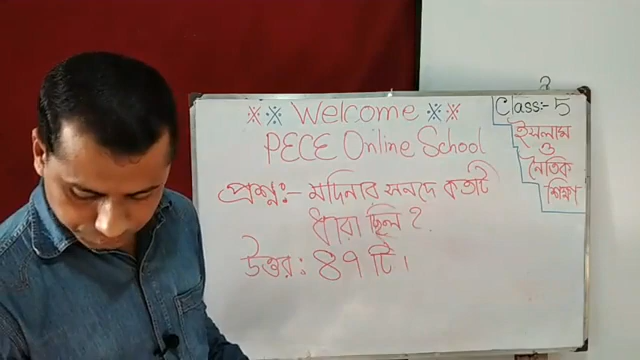 Welcome
PECE Online School
Class:- 5
ইসলাম
ও
নৈতিক
শিক্ষা
প্রশ্ন:- মদিনার সনদে কতটি
ধারা ছিল ?
উত্তর : ৪৭ টি।